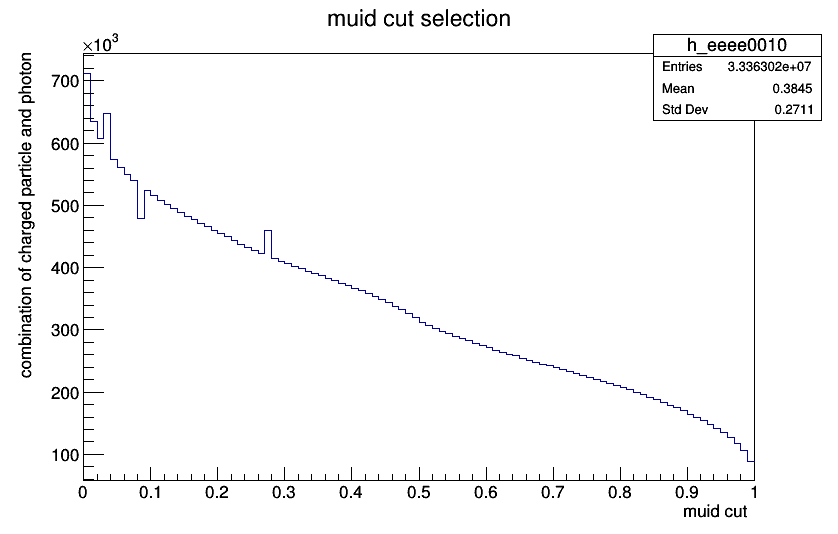 muid cut selection
×10³
h_eeee0010
Entries 3.336302e+07
Mean 0.3845
Std Dev 0.2711
combination of charged particle and photon
700
600
500
400
300
200
100
0 0.1 0.2 0.3 0.4 0.5 0.6 0.7 0.8 0.9 1
muid cut